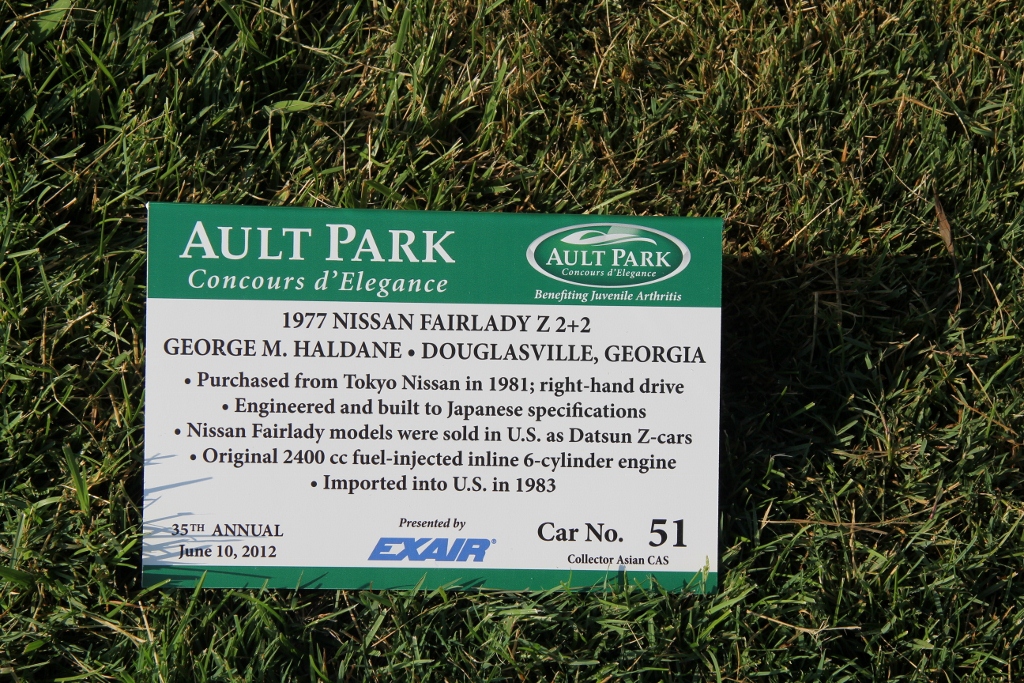 AULT PARK
Concours d'Elegance
AULT PARK
Concours d'Elegance
Benefiting Juvenile Arthritis
1977 NISSAN FAIRLADY Z 2+2
GEORGE M. HALDANE • DOUGLASVILLE, GEORGIA
• Purchased from Tokyo Nissan in 1981; right-hand drive
• Engineered and built to Japanese specifications
• Nissan Fairlady models were sold in U.S. as Datsun Z-cars
• Original 2400 cc fuel-injected inline 6-cylinder engine
• Imported into U.S. in 1983
35TH ANNUAL
June 10, 2012
Presented by
EXAIR®
Car No. 51
Collector Asian CAS